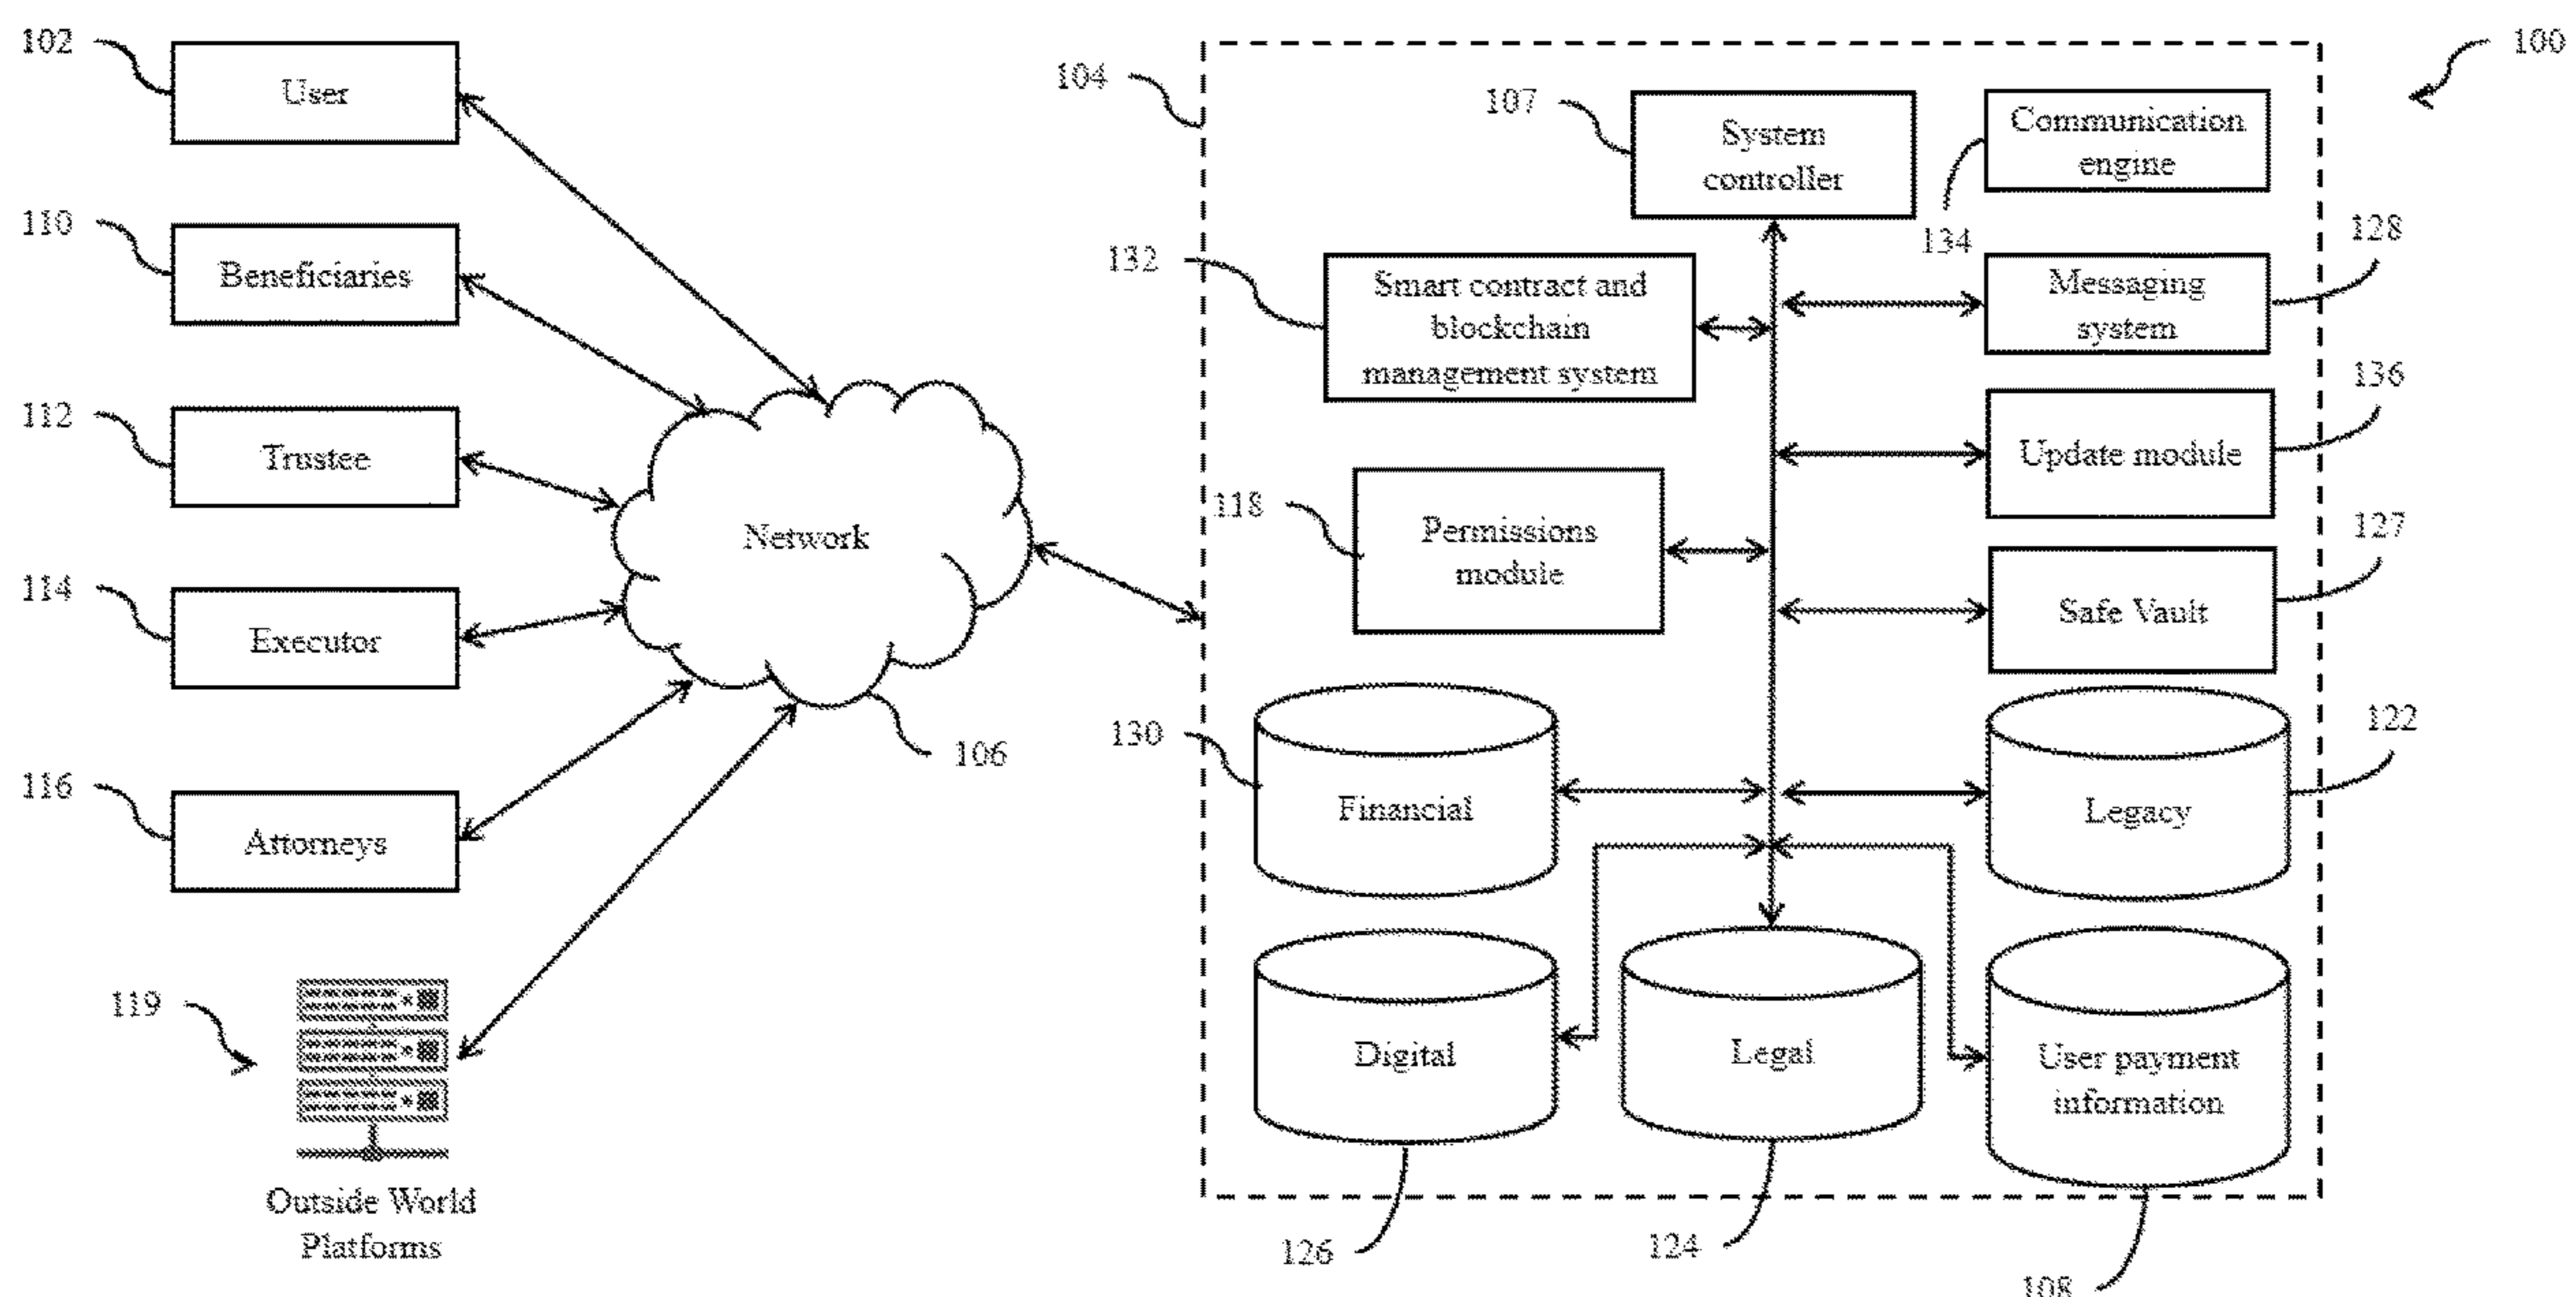 102
User
110
Beneficiaries
112
Trustee
114
Executor
116
Attorneys
119
Outside World
Platforms
Network
106
100
104
107
System
controller
Communication
engine
134
132
Smart contract and
blockchain
management system
128
Messaging
system
136
Update module
118
Permissions
module
127
Safe Vault
130
Financial
122
Legacy
Digital
Legal
User payment
information
126
124
108